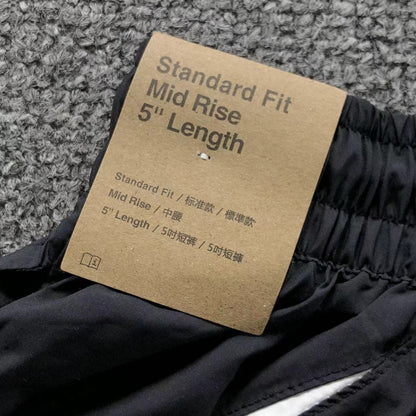 Standard Fit
Mid Rise
5" Length
Standard Fit / 标准款 / 標準款
Mid Rise / 中腰
5" Length / 5吋短裤 / 5吋短褲